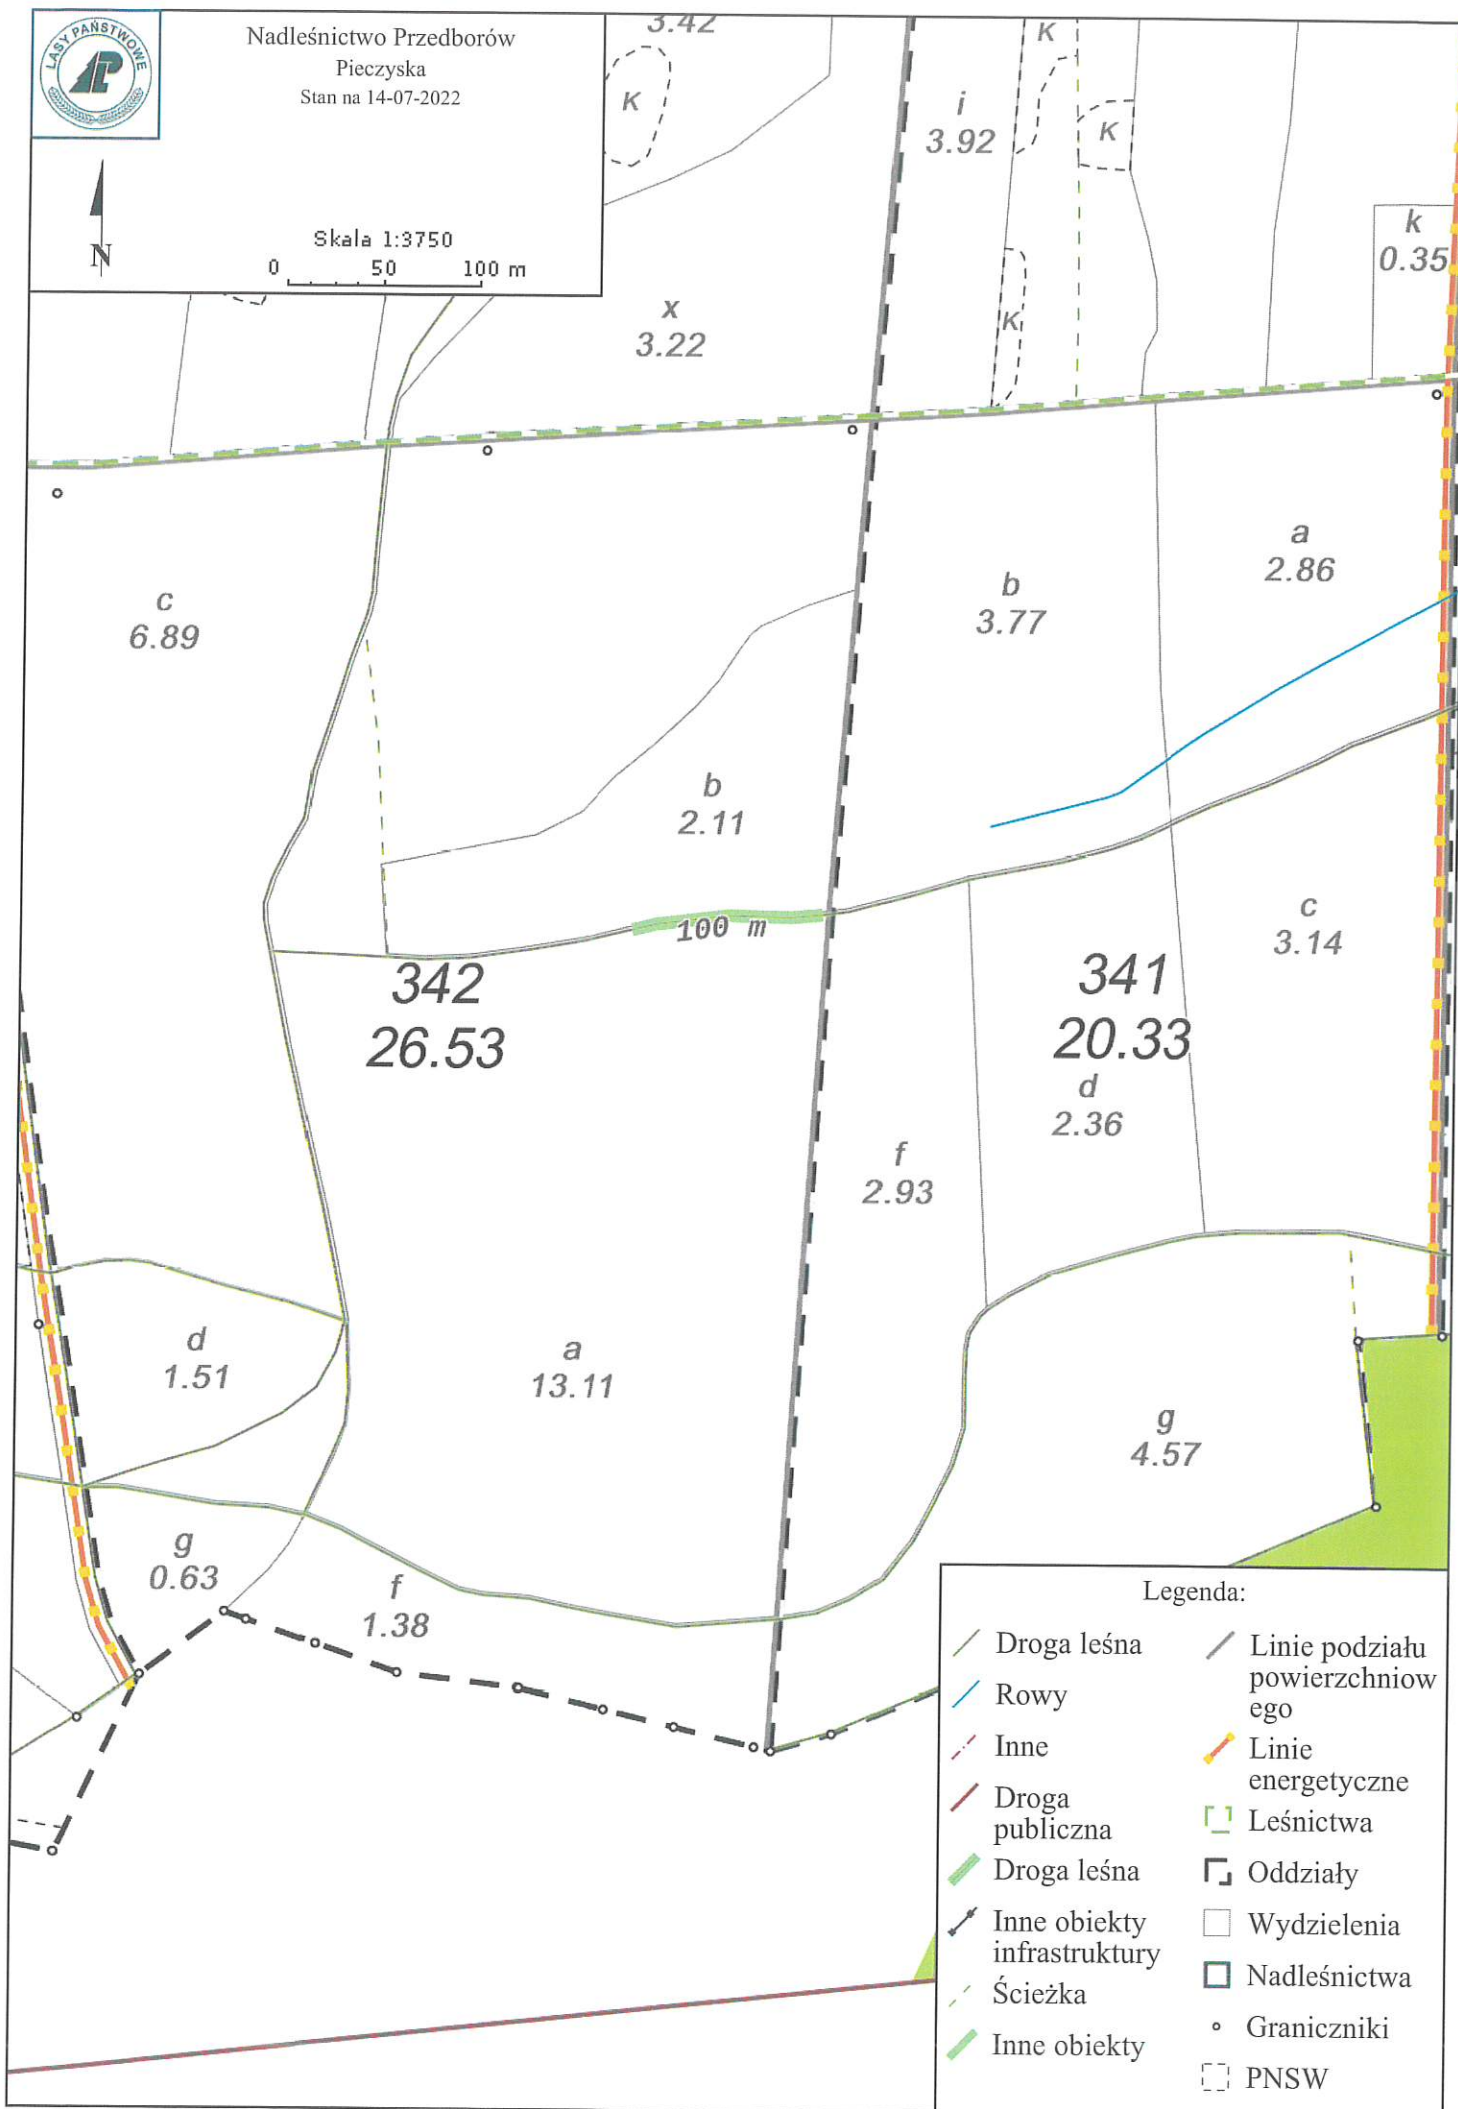 LASY PAŃSTWOWE
Nadleśnictwo Przedborów
Pieczyska
Stan na 14-07-2022
N
Skala 1:3750
0 50 100 m
3.42
K
K
K
K
i
3.92
k
0.35
x
3.22
a
2.86
b
3.77
c
6.89
b
2.11
c
3.14
100 m
342
26.53
341
20.33
d
2.36
f
2.93
d
1.51
a
13.11
g
4.57
g
0.63
f
1.38
Legenda:
Droga leśna
Rowy
Inne
Droga
publiczna
Droga leśna
Inne obiekty
infrastruktury
Ścieżka
Inne obiekty
Linie podziału
powierzchniow
ego
Linie
energetyczne
Leśnictwa
Oddziały
Wydzielenia
Nadleśnictwa
Graniczniki
PNSW